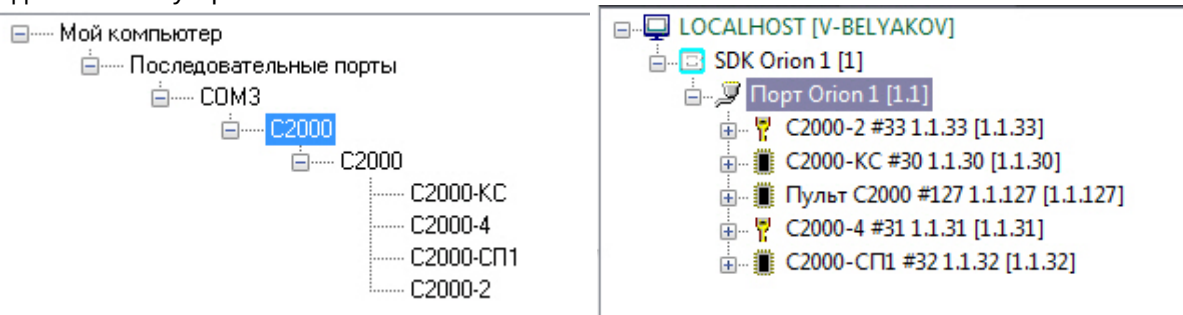 Мой компьютер
Последовательные порты
COM3
C2000
C2000
С2000-КС
С2000-4
С2000-СП1
С2000-2
LOCALHOST [V-BELYAKOV]
SDK Orion 1 [1]
Порт Orion 1 [1.1]
С2000-2 #33 1.1.33 [1.1.33]
С2000-КС #30 1.1.30 [1.1.30]
Пульт С2000 #127 1.1.127 [1.1.127]
С2000-4 #31 1.1.31 [1.1.31]
С2000-СП1 #32 1.1.32 [1.1.32]